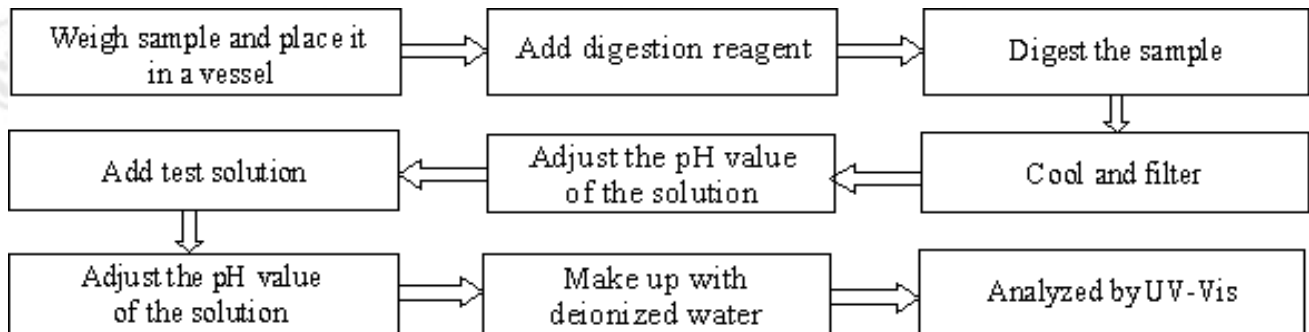 Weigh sample and place it
in a vessel
Add digestion reagent
Digest the sample
Cool and filter
Adjust the pH value
of the solution
Add test solution
Adjust the pH value
of the solution
Make up with
deionized water
Analyzed by UV-Vis